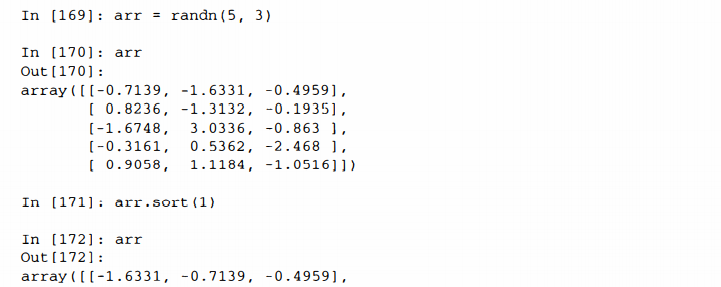 In [169]: arr = randn(5, 3)
In [170]: arr
Out[170]:
array([[-0.7139, -1.6331, -0.4959],
       [ 0.8236, -1.3132, -0.1935],
       [-1.6748,  3.0336, -0.863 ],
       [-0.3161,  0.5362, -2.468 ],
       [ 0.9058,  1.1184, -1.0516]])
In [171]: arr.sort(1)
In [172]: arr
Out[172]:
array([[-1.6331, -0.7139, -0.4959],